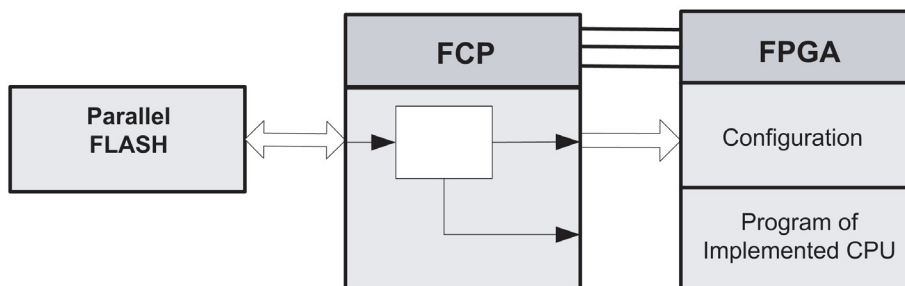 Parallel
FLASH
FCP
FPGA
Configuration
Program of
Implemented CPU